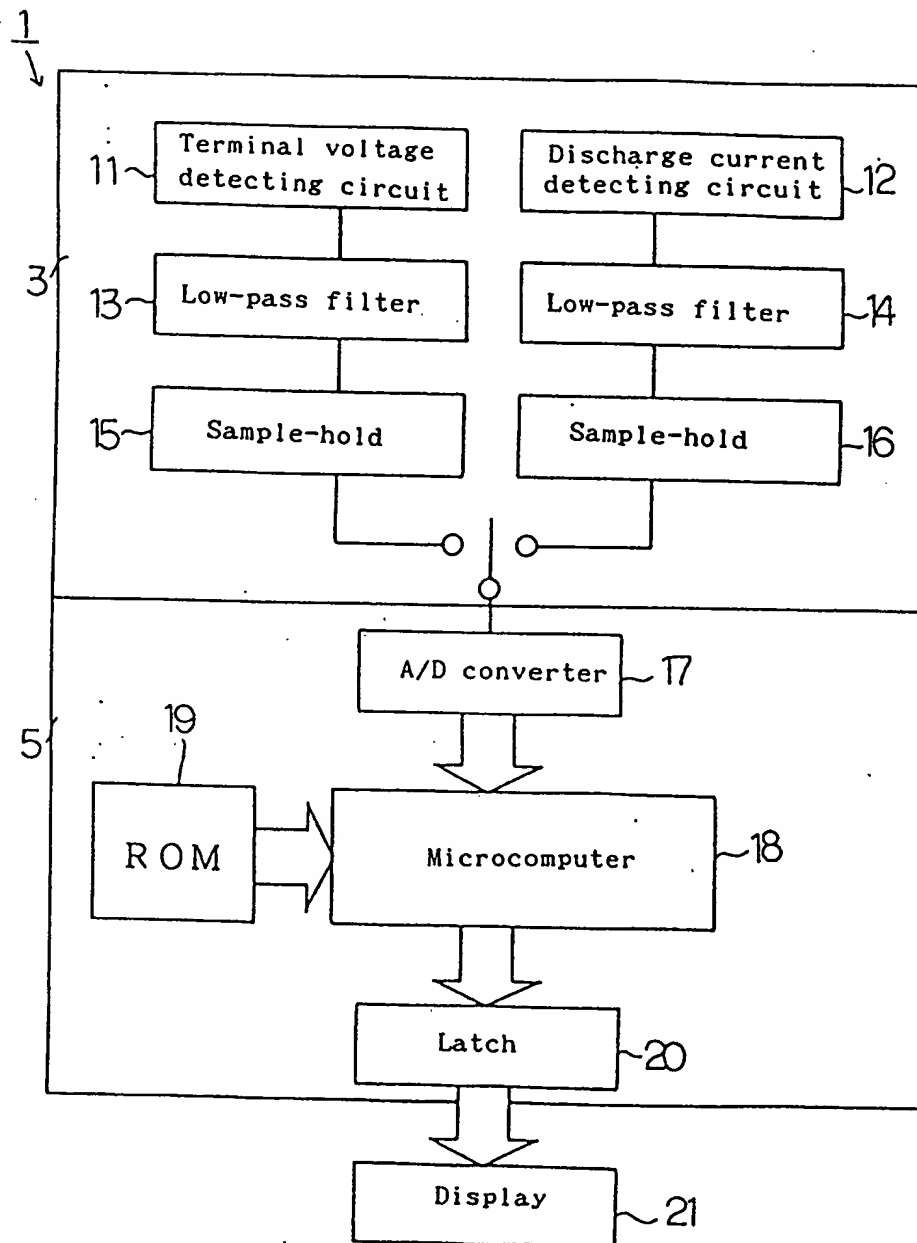 1
11
Terminal voltage
detecting circuit
Discharge current
detecting circuit
12
3
13
Low-pass filter
Low-pass filter
14
15
Sample-hold
Sample-hold
16
A/D converter
17
5
19
ROM
Microcomputer
18
Latch
20
Display
21